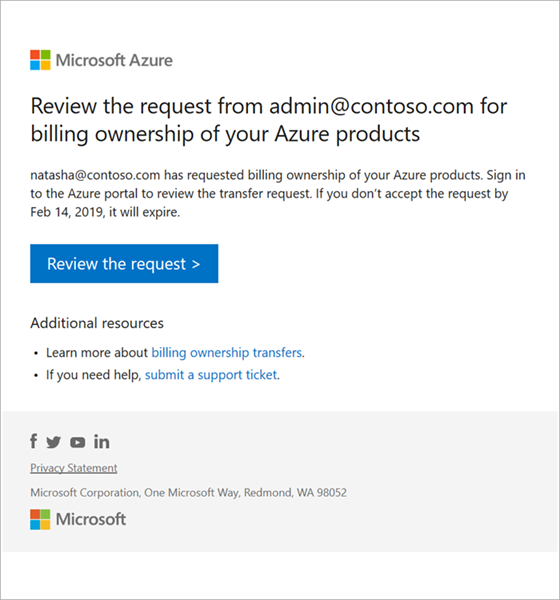 Microsoft Azure
Review the request from admin@contoso.com for
billing ownership of your Azure products
natasha@contoso.com has requested billing ownership of your Azure products. Sign in
to the Azure portal to review the transfer request. If you don’t accept the request by
Feb 14, 2019, it will expire.
Review the request >
Additional resources
• Learn more about billing ownership transfers.
• If you need help, submit a support ticket.
Privacy Statement
Microsoft Corporation, One Microsoft Way, Redmond, WA 98052
Microsoft